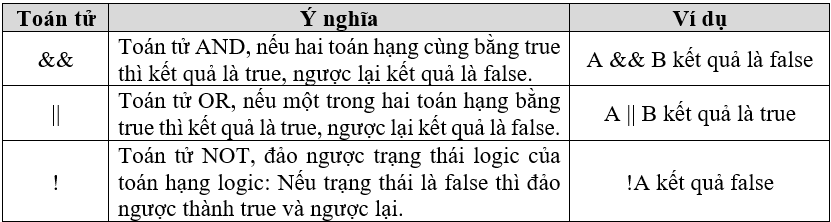 Toán tử Ý nghĩa Ví dụ
&& Toán tử AND, nếu hai toán hạng cùng bằng true thì kết quả là true, ngược lại kết quả là false. A && B kết quả là false
|| Toán tử OR, nếu một trong hai toán hạng bằng true thì kết quả là true, ngược lại kết quả là false. A || B kết quả là true
! Toán tử NOT, đảo ngược trạng thái logic của toán hạng logic: Nếu trạng thái là false thì đảo ngược thành true và ngược lại. !A kết quả false